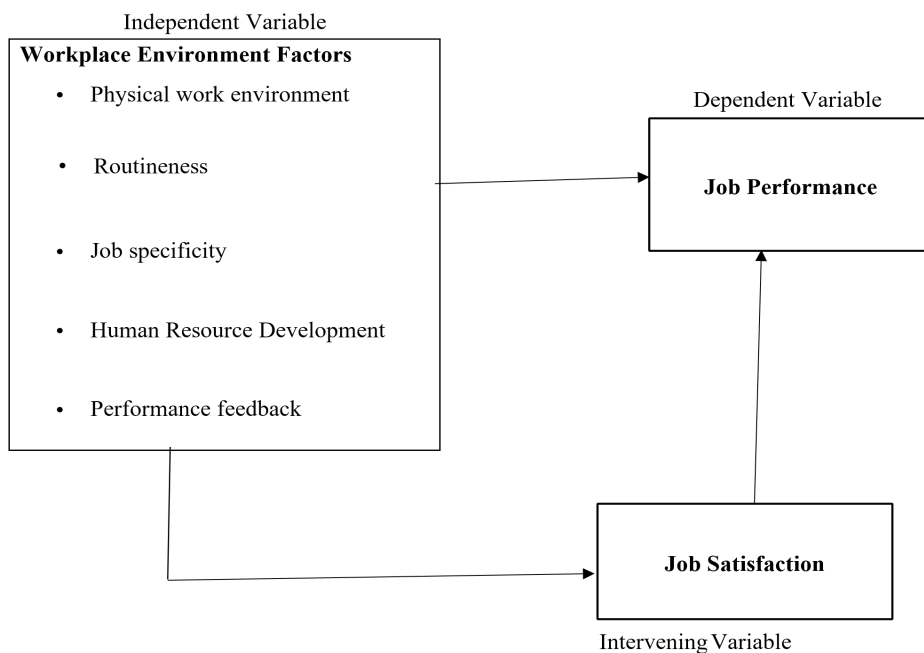 Independent Variable
Workplace Environment Factors
• Physical work environment
• Routineness
• Job specificity
• Human Resource Development
• Performance feedback
Dependent Variable
Job Performance
Job Satisfaction
Intervening Variable